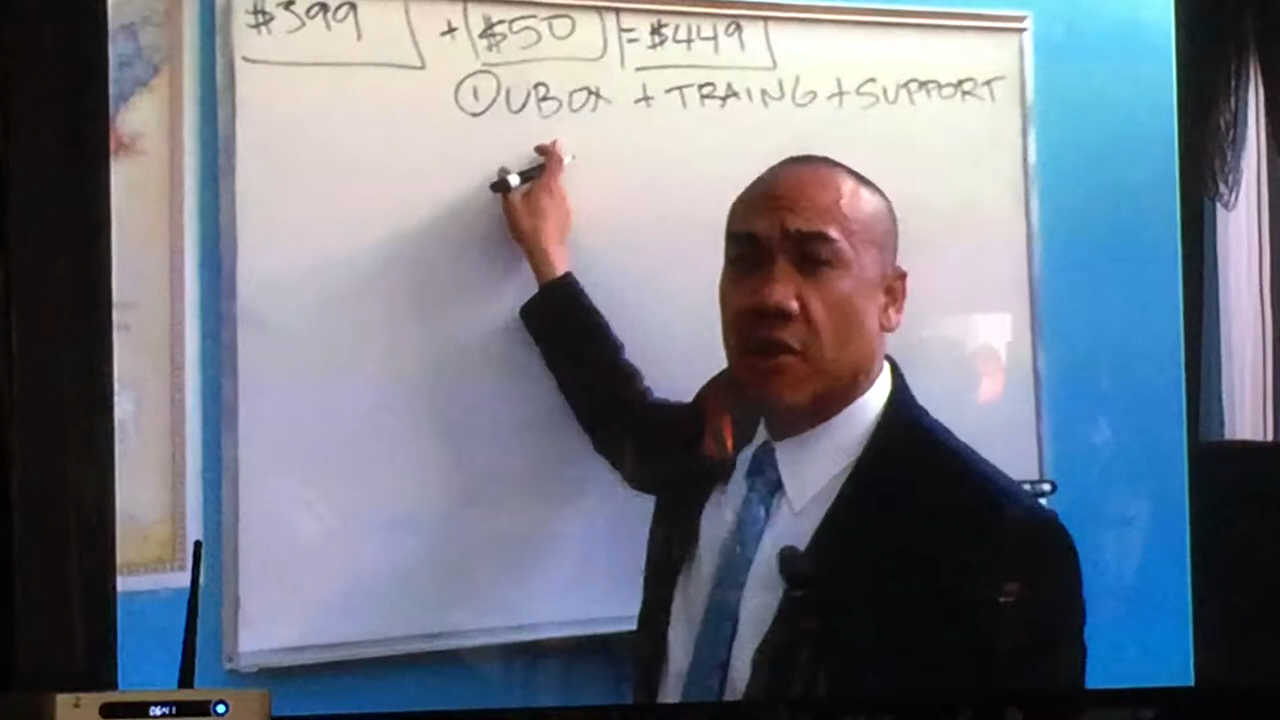 $399 + $50 = $449
① UBOX + TRAING + SUPPORT